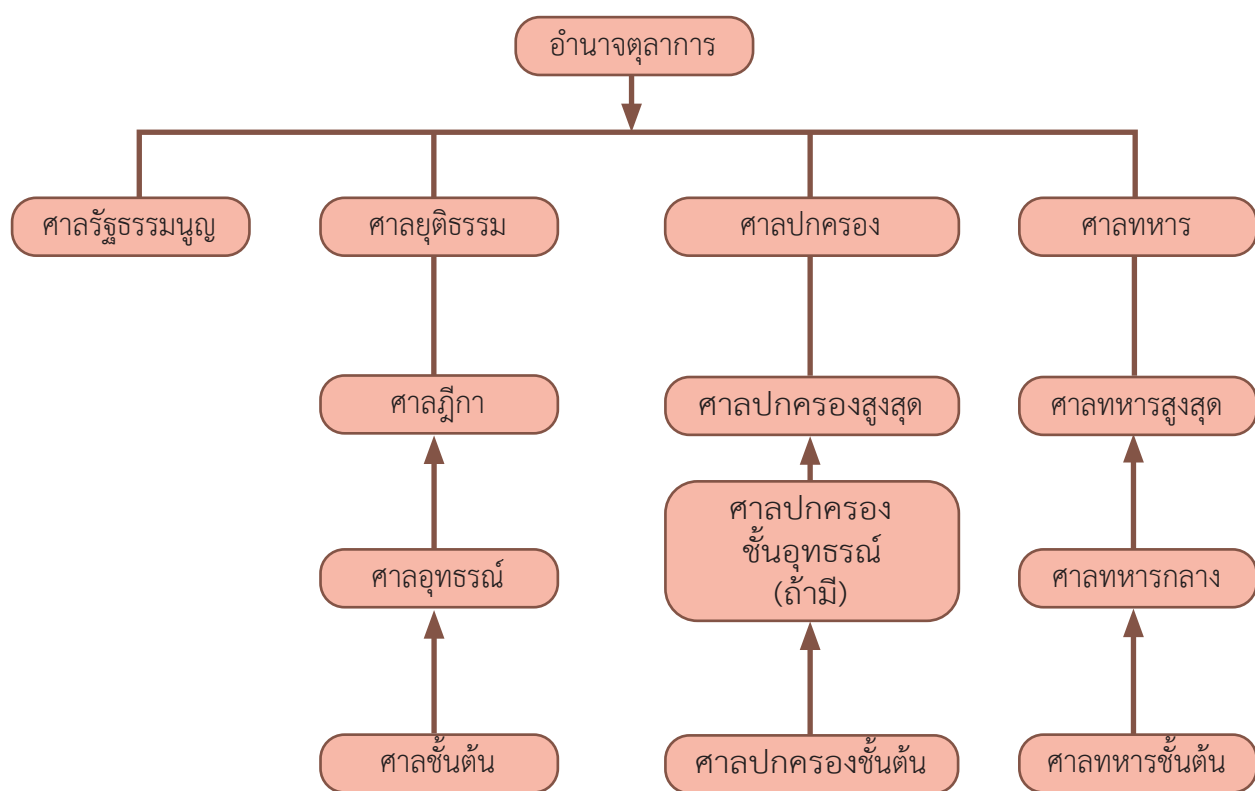 อำนาจตุลาการ
ศาลรัฐธรรมนูญ
ศาลยุติธรรม
ศาลปกครอง
ศาลทหาร
ศาลฎีกา
ศาลปกครองสูงสุด
ศาลทหารสูงสุด
ศาลอุทธรณ์
ศาลปกครอง
ชั้นอุทธรณ์
(ถ้ามี)
ศาลทหารกลาง
ศาลชั้นต้น
ศาลปกครองชั้นต้น
ศาลทหารชั้นต้น